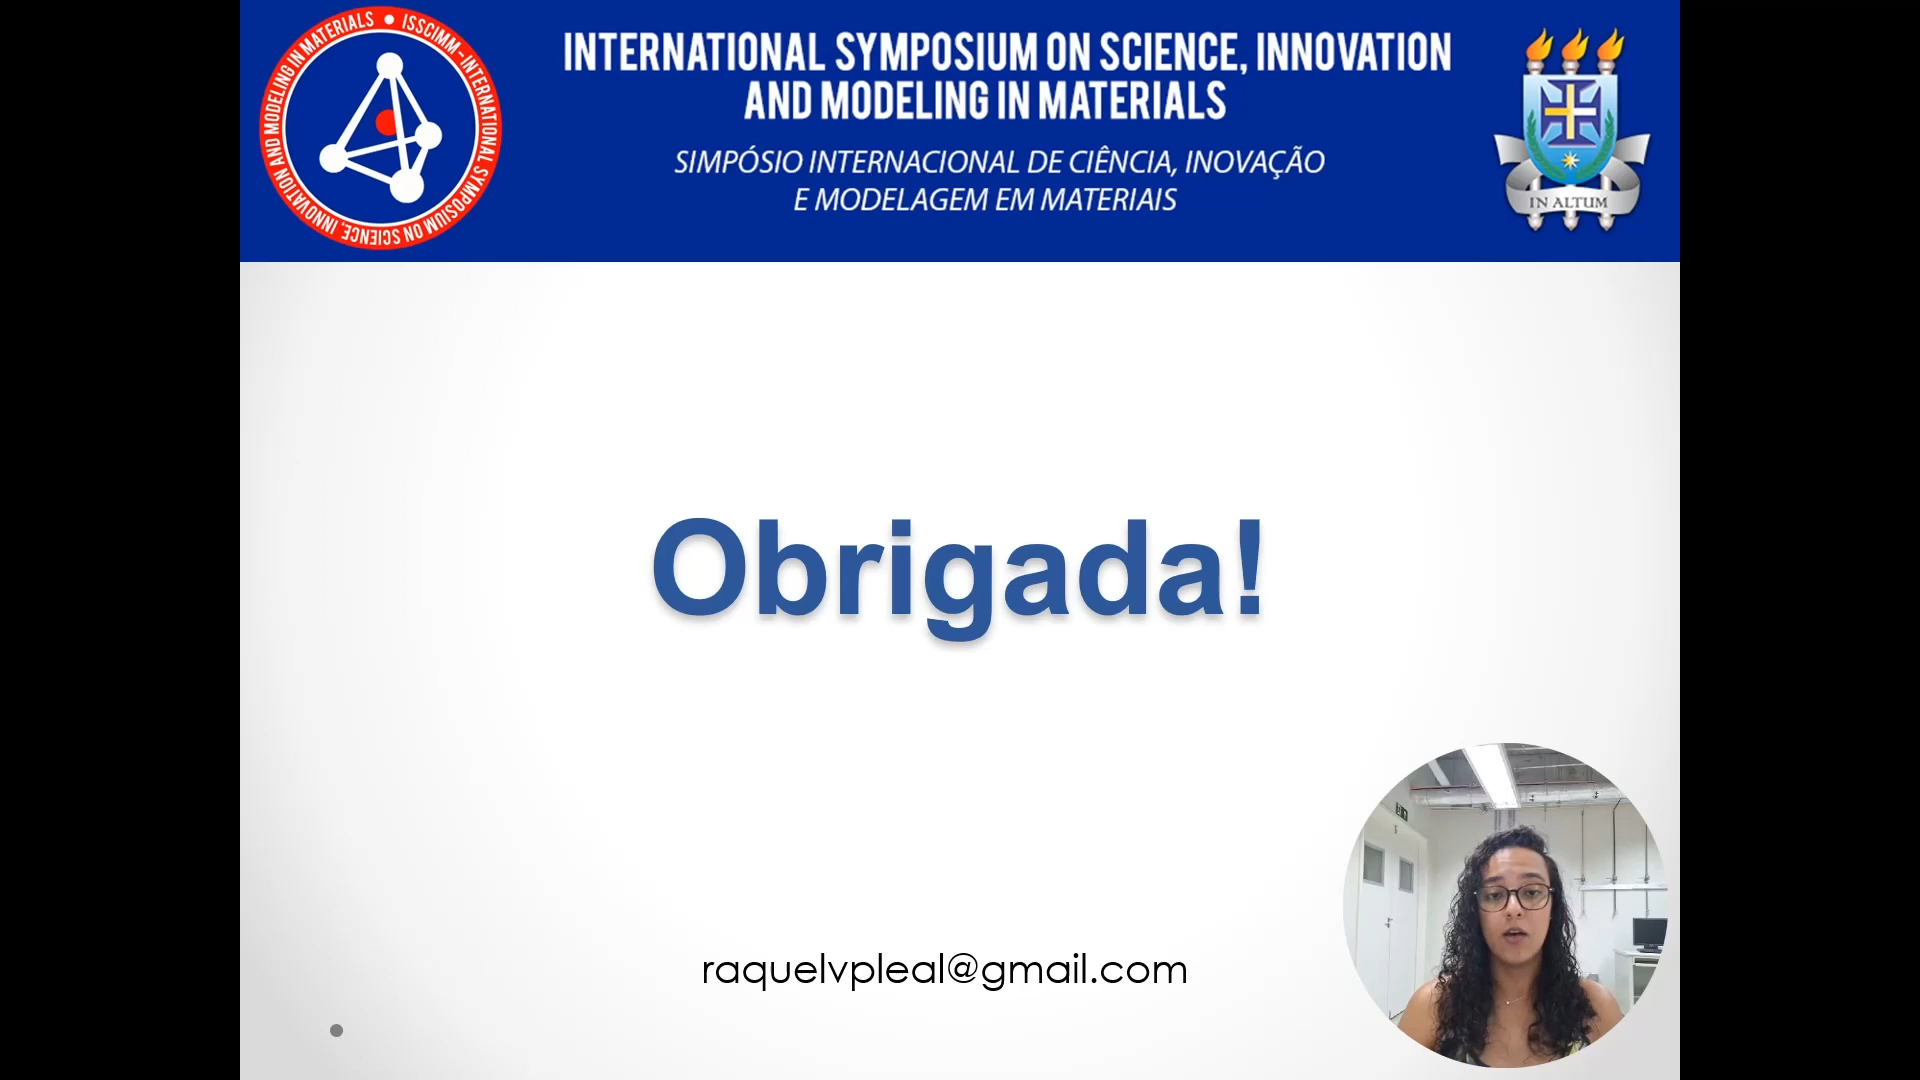 ISSCIMM - INTERNATIONAL SYMPOSIUM ON SCIENCE, INNOVATION AND MODELING IN MATERIALS •
INTERNATIONAL SYMPOSIUM ON SCIENCE, INNOVATION
AND MODELING IN MATERIALS
SIMPÓSIO INTERNACIONAL DE CIÊNCIA, INOVAÇÃO
E MODELAGEM EM MATERIAIS
IN ALTUM
Obrigada!
raquelvpleal@gmail.com